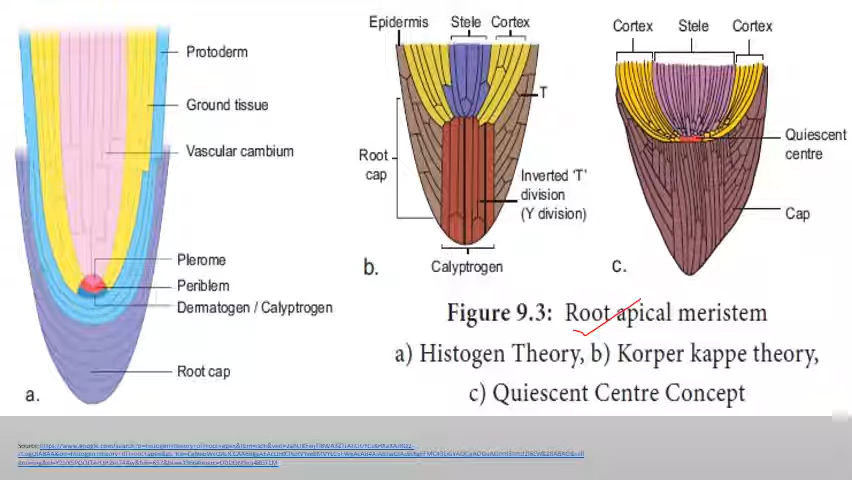 Protoderm
Ground tissue
Vascular cambium
Plerome
Periblem
Dermatogen / Calyptrogen
Root cap
a.
Epidermis Stele Cortex
T
Root
cap
Inverted 'T'
division
(Y division)
Calyptrogen
b.
Cortex Stele Cortex
Quiescent
centre
Cap
c.
Figure 9.3: Root apical meristem
a) Histogen Theory, b) Korper kappe theory,
c) Quiescent Centre Concept
Source: